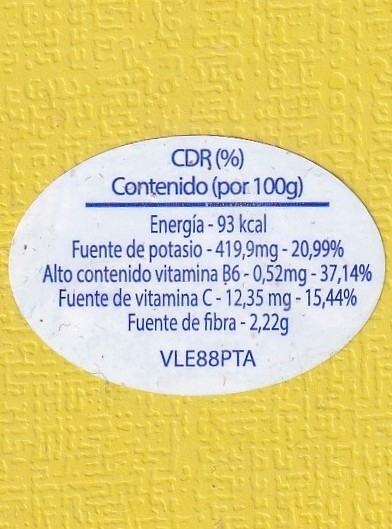 CDR (%)
Contenido (por 100g)
Energía - 93 kcal
Fuente de potasio - 419,9mg - 20,99%
Alto contenido vitamina B6 - 0,52mg - 37,14%
Fuente de vitamina C - 12,35 mg - 15,44%
Fuente de fibra - 2,22g
VLE88PTA